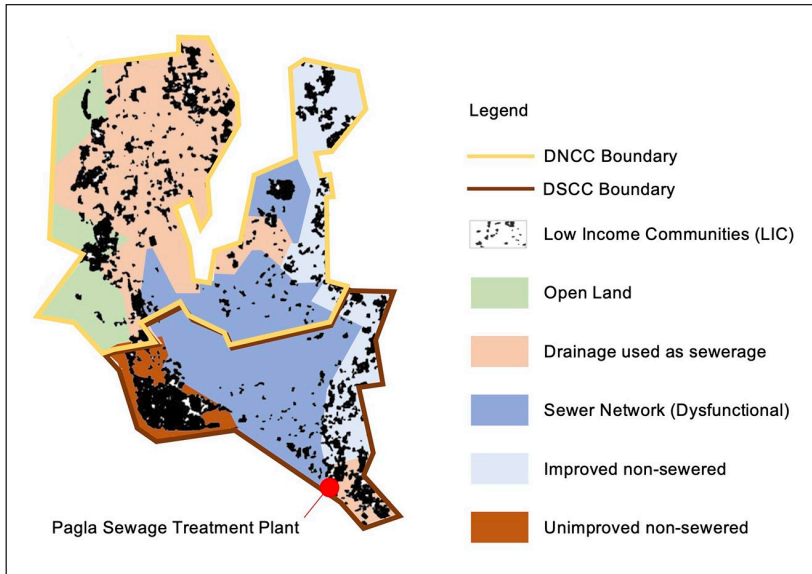 Legend
DNCC Boundary
DSCC Boundary
Low Income Communities (LIC)
Open Land
Drainage used as sewerage
Sewer Network (Dysfunctional)
Improved non-sewered
Unimproved non-sewered
Pagla Sewage Treatment Plant